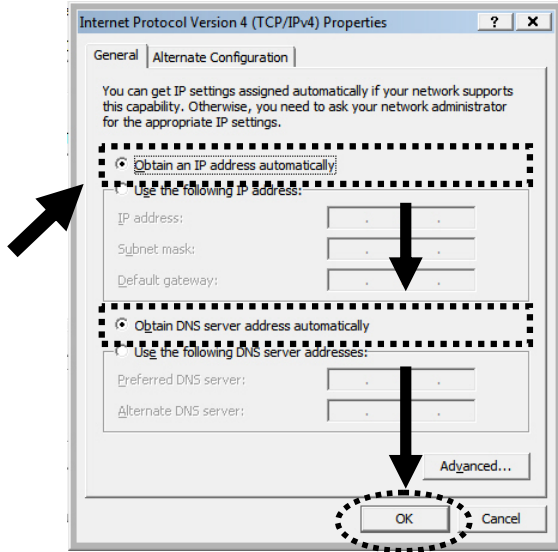 Internet Protocol Version 4 (TCP/IPv4) Properties
? X
General Alternate Configuration
You can get IP settings assigned automatically if your network supports
this capability. Otherwise, you need to ask your network administrator
for the appropriate IP settings.
Obtain an IP address automatically
Use the following IP address:
IP address:
Subnet mask:
Default gateway:
Obtain DNS server address automatically
Use the following DNS server addresses:
Preferred DNS server:
Alternate DNS server:
Advanced...
OK Cancel